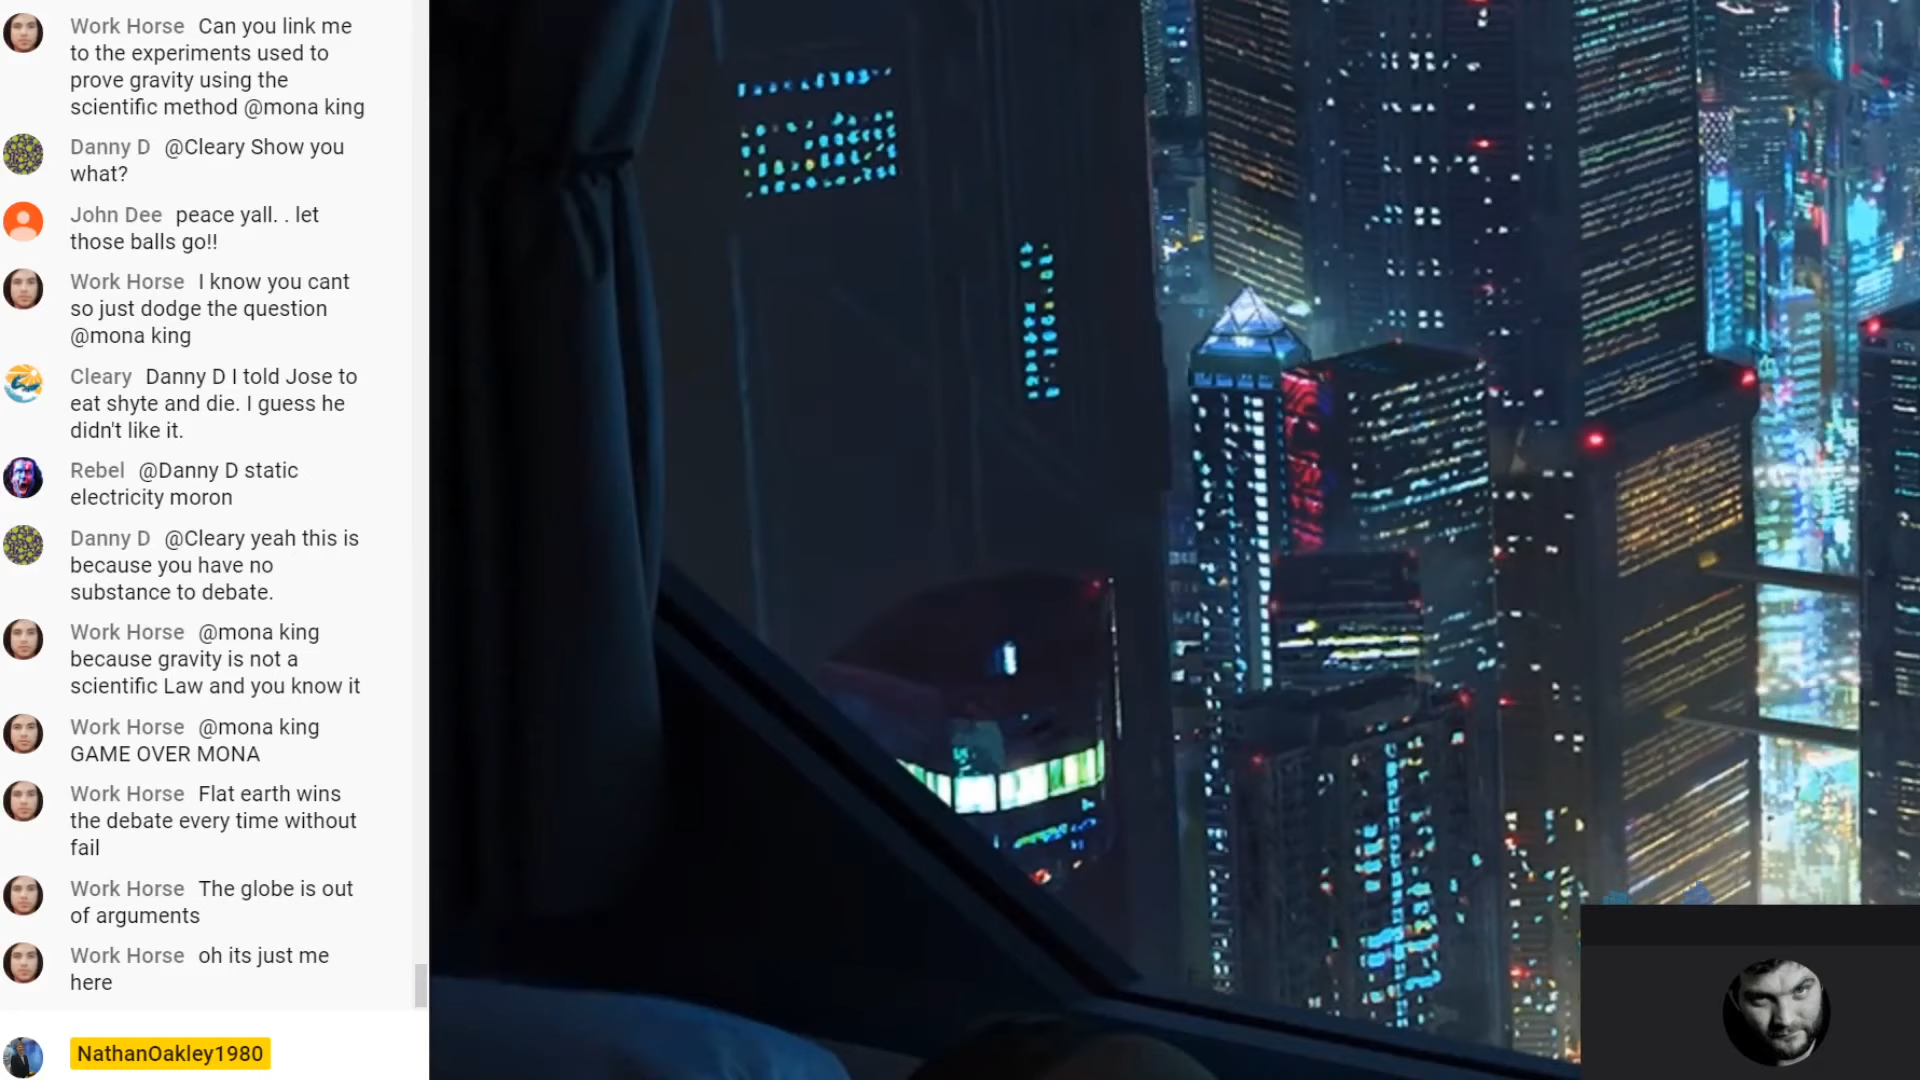 Work Horse Can you link me
to the experiments used to
prove gravity using the
scientific method @mona king
Danny D @Cleary Show you
what?
John Dee peace yall. . let
those balls go!!
Work Horse I know you cant
so just dodge the question
@mona king
Cleary Danny D I told Jose to
eat shyte and die. I guess he
didn't like it.
Rebel @Danny D static
electricity moron
Danny D @Cleary yeah this is
because you have no
substance to debate.
Work Horse @mona king
because gravity is not a
scientific Law and you know it
Work Horse @mona king
GAME OVER MONA
Work Horse Flat earth wins
the debate every time without
fail
Work Horse The globe is out
of arguments
Work Horse oh its just me
here
NathanOakley1980